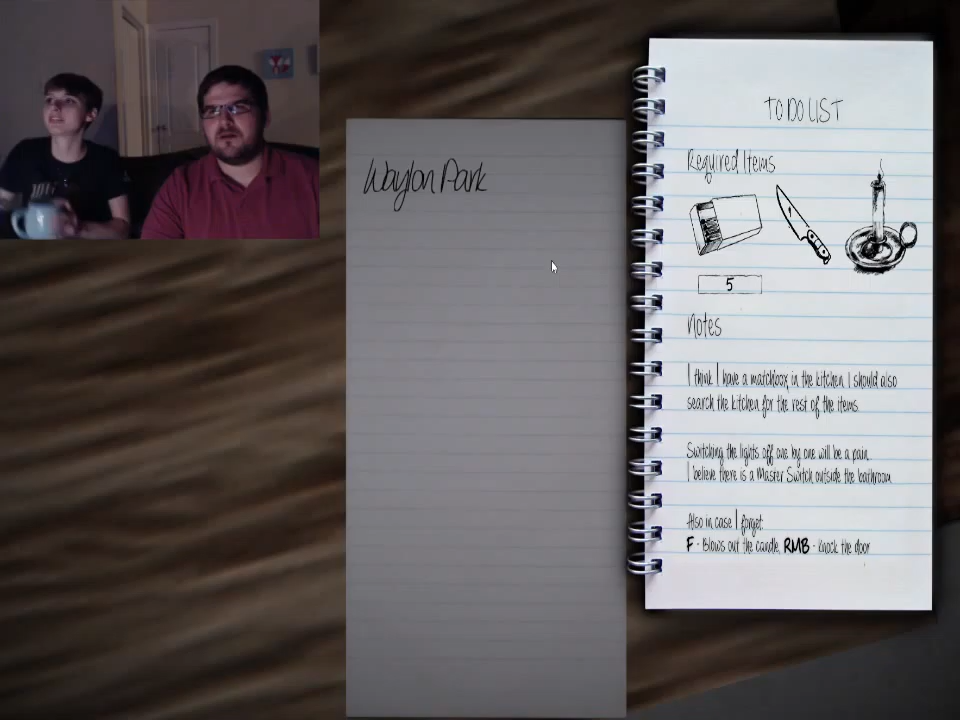 Waylon Park
TO DO LIST
Required Items
5
Notes
I think I have a matchbox in the kitchen I should also
search the kitchen for the rest of the items
Switching the lights off one by one will be a pain.
I believe there is a Master Switch outside the bathroom
Also in case I forget:
F - Blows out the candle, RMB - Knock the door